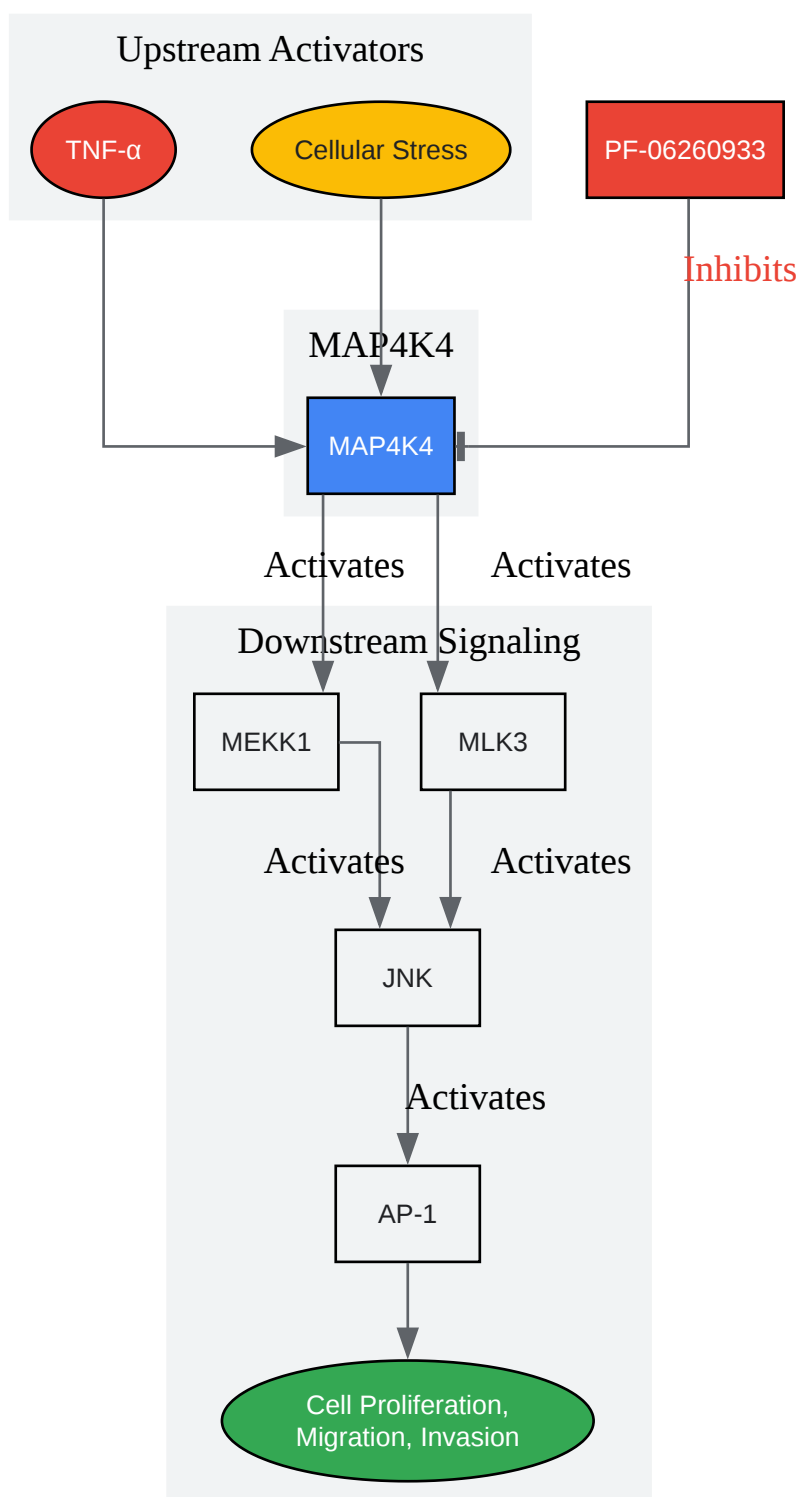 Upstream Activators
TNF-α
Cellular Stress
PF-06260933
Inhibits
MAP4K4
MAP4K4
Activates
Activates
Downstream Signaling
MEKK1
MLK3
Activates
Activates
JNK
Activates
AP-1
Cell Proliferation,
Migration, Invasion